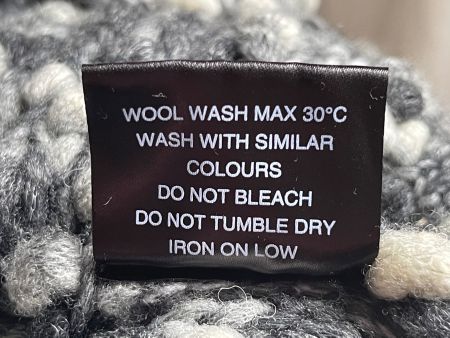 WOOL WASH MAX 30°C
WASH WITH SIMILAR
COLOURS
DO NOT BLEACH
DO NOT TUMBLE DRY
IRON ON LOW